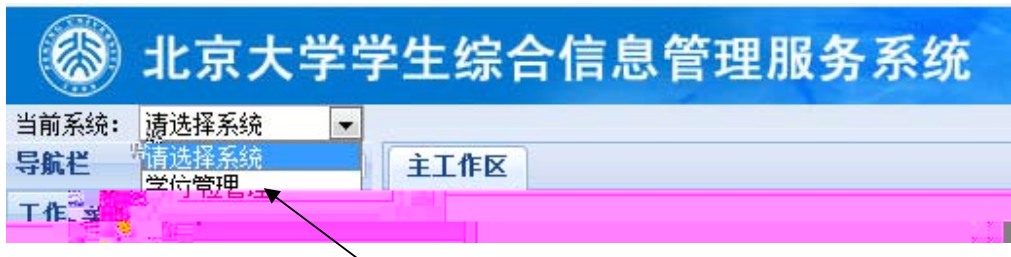 北京大学学生综合信息管理服务系统
当前系统： 请选择系统
请选择系统
学位管理
导航栏
主工作区
工作